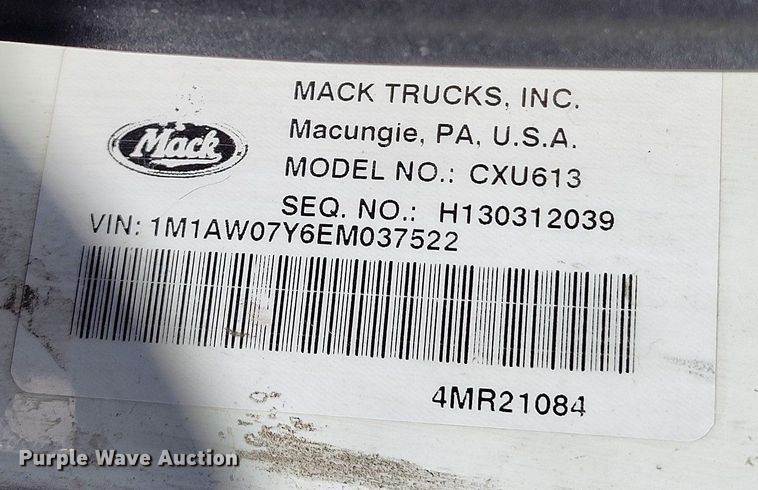 MACK TRUCKS, INC.
Mack
Macungie, PA, U.S.A.
MODEL NO.: CXU613
SEQ. NO.: H130312039
VIN: 1M1AW07Y6EM037522
4MR21084
Purple Wave Auction